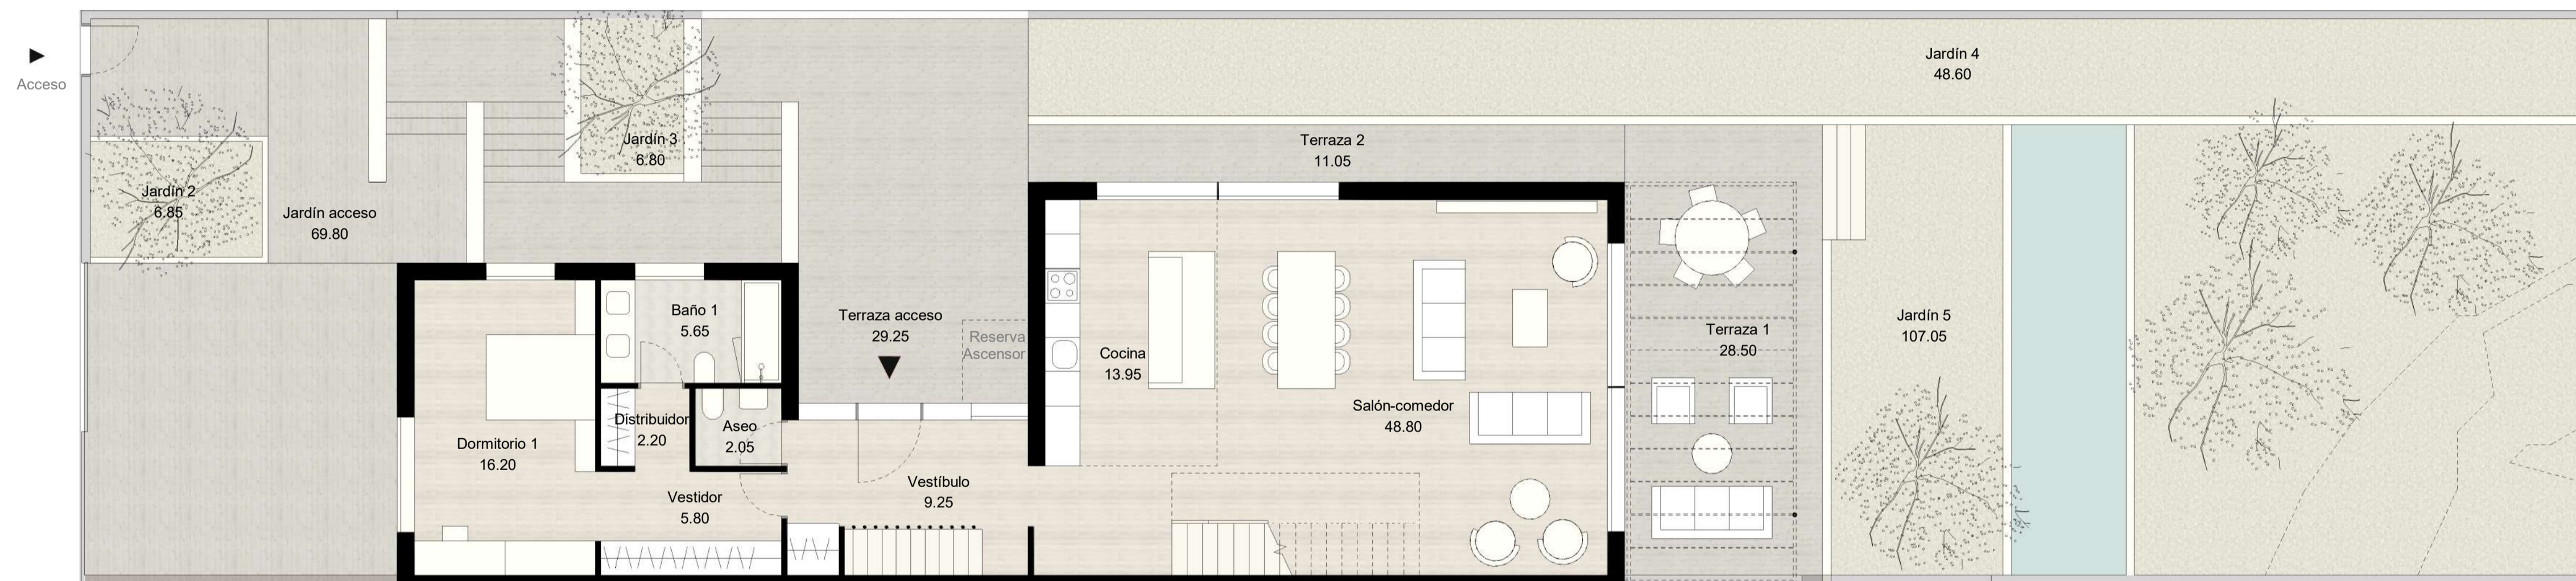 Acceso
Jardín 2
6.85
Jardín acceso
69.80
Jardín 3
6.80
Jardín 4
48.60
Terraza 2
11.05
Baño 1
5.65
Terraza acceso
29.25
Reserva
Ascensor
Cocina
13.95
Terraza 1
28.50
Jardín 5
107.05
Dormitorio 1
16.20
Distribuidor
2.20
Aseo
2.05
Salón-comedor
48.80
Vestidor
5.80
Vestíbulo
9.25